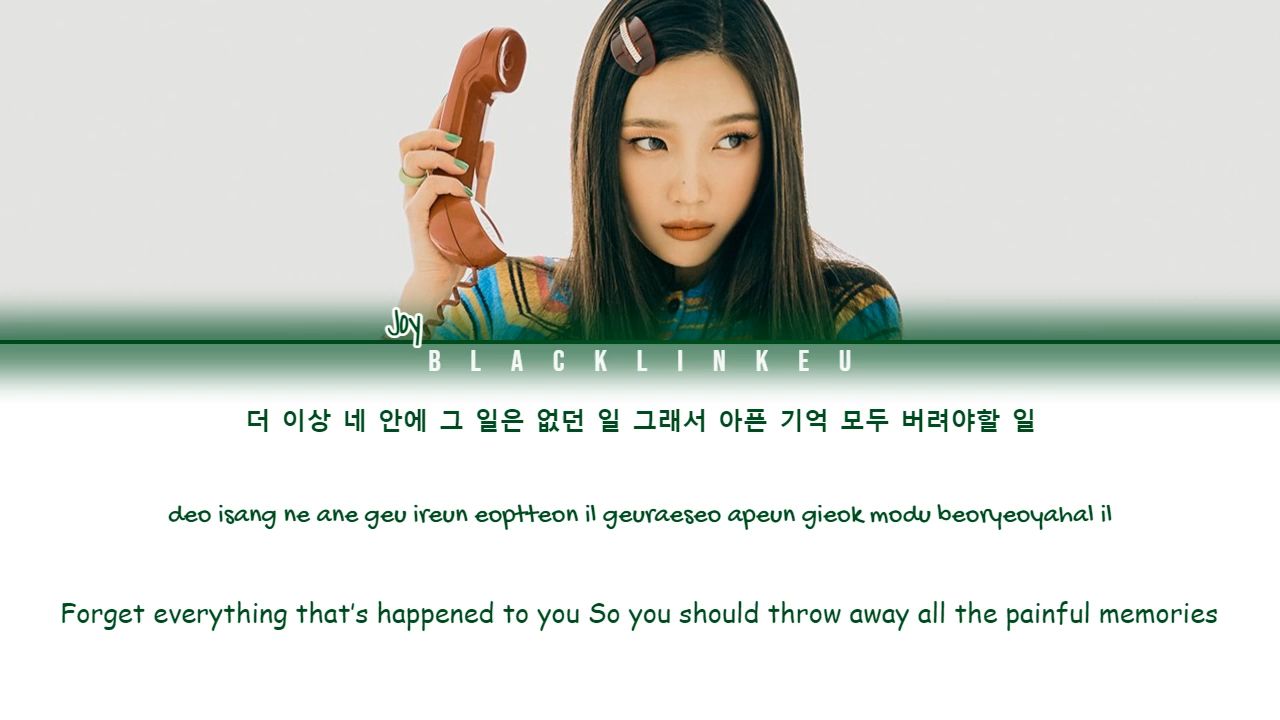 Joy
BLACKLINKEU
더 이상 네 안에 그 일은 없던 일 그래서 아픈 기억 모두 버려야할 일
deo isang ne ane geu ireun eoptteon il geuraeseo apeun gieok modu beoryeoyahal il
Forget everything that's happened to you So you should throw away all the painful memories